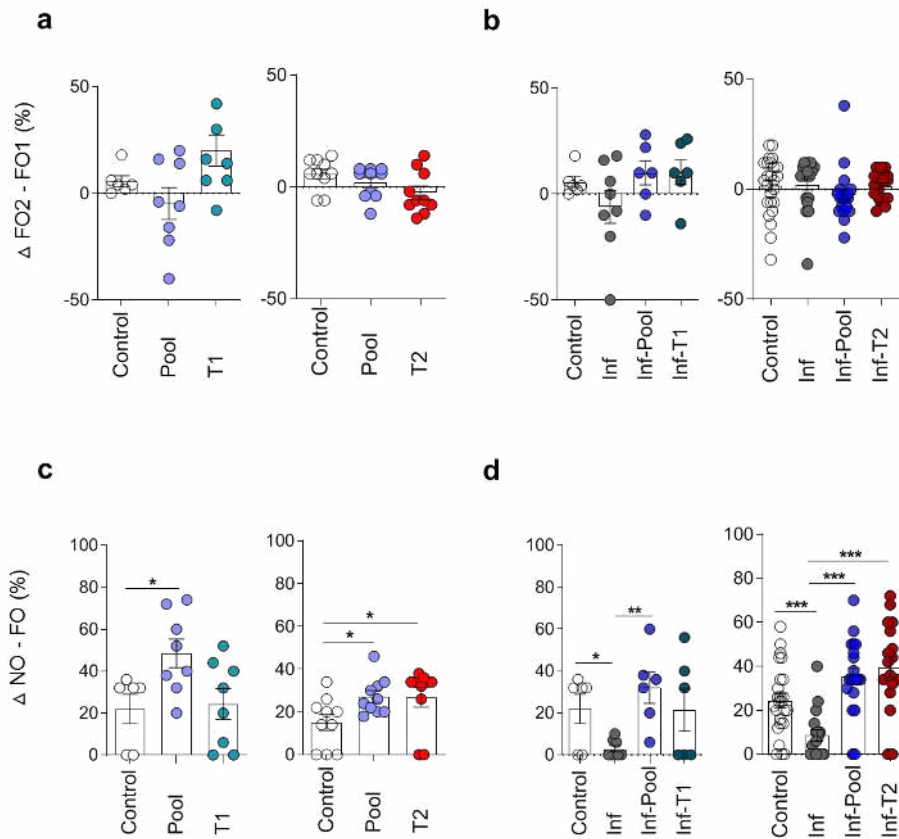 a
b
Δ FO2 - FO1 (%)
50
0
-50
Control
Pool
T1
50
0
-50
Control
Pool
T2
50
0
-50
Control
Inf
Inf-Pool
Inf-T1
50
0
-50
Control
Inf
Inf-Pool
Inf-T2
c
d
Δ NO - FO (%)
100
80
60
40
20
0
*
Control
Pool
T1
100
80
60
40
20
0
*
*
Control
Pool
T2
100
80
60
40
20
0
*
**
Control
Inf
Inf-Pool
Inf-T1
100
80
60
40
20
0
***
***
***
Control
Inf
Inf-Pool
Inf-T2